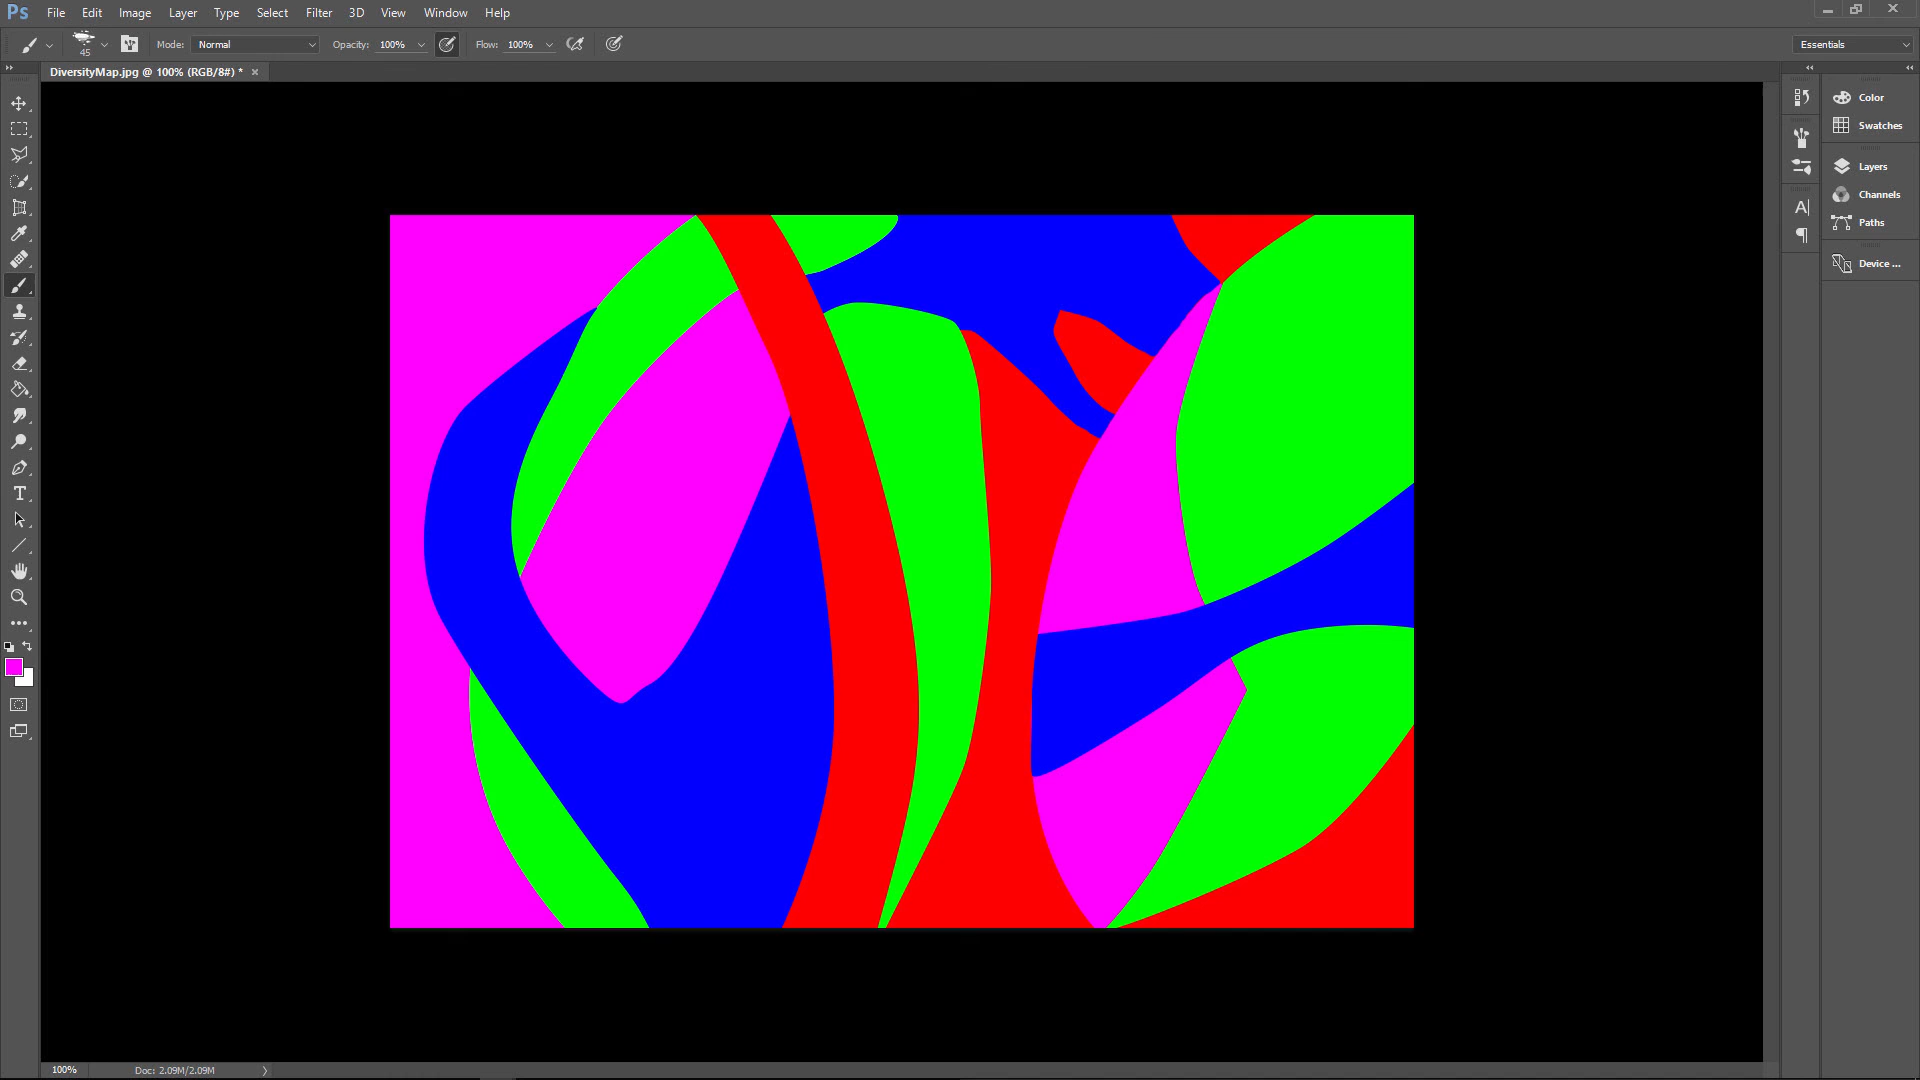 Ps File Edit Image Layer Type Select Filter 3D View Window Help
45 Mode: Normal Opacity: 100% Flow: 100% Essentials
DiversityMap.jpg @ 100% (RGB/8#) * ×
Color
Swatches
Layers
Channels
Paths
Device ...
100% Doc: 2.09M/2.09M